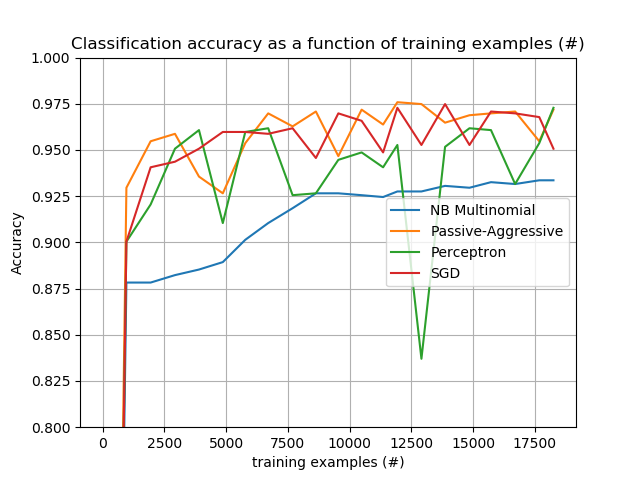 Classification accuracy as a function of training examples (#)
1.000
0.975
0.950
0.925
0.900
0.875
0.850
0.825
0.800
Accuracy
NB Multinomial
Passive-Aggressive
Perceptron
SGD
0 2500 5000 7500 10000 12500 15000 17500
training examples (#)